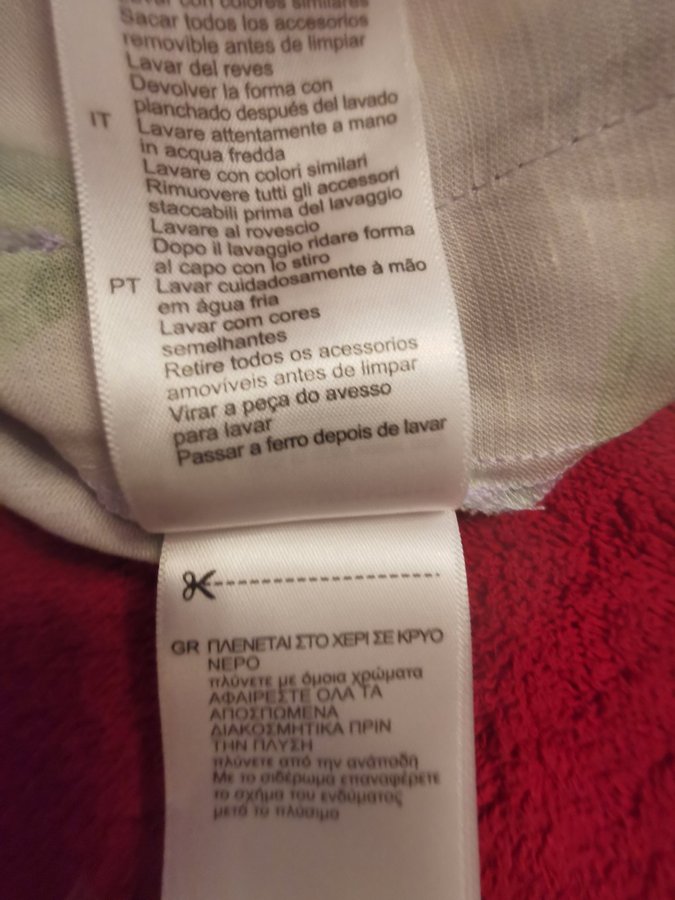 Lavar con colores similares
Sacar todos los accesorios
removible antes de limpiar
Lavar del reves
Devolver la forma con
planchado después del lavado
IT Lavare attentamente a mano
in acqua fredda
Lavare con colori similari
Rimuovere tutti gli accessori
staccabili prima del lavaggio
Lavare al rovescio
Dopo il lavaggio ridare forma
al capo con lo stiro
PT Lavar cuidadosamente à mão
em água fria
Lavar com cores
semelhantes
Retire todos os acessorios
amovíveis antes de limpar
Virar a peça do avesso
para lavar
Passar a ferro depois de lavar
GR ΠΛΕΝΕΤΑΙ ΣΤΟ ΧΕΡΙ ΣΕ ΚΡΥΟ
ΝΕΡΟ
πλύνετε με όμοια χρώματα
ΑΦΑΙΡΕΣΤΕ ΟΛΑ ΤΑ
ΑΠΟΣΠΩΜΕΝΑ
ΔΙΑΚΟΣΜΗΤΙΚΑ ΠΡΙΝ
ΤΗΝ ΠΛΥΣΗ
πλύνετε από την ανάποδη
Με το σιδέρωμα επαναφέρετε
το σχήμα του ενδύματος
μετά το πλύσιμο